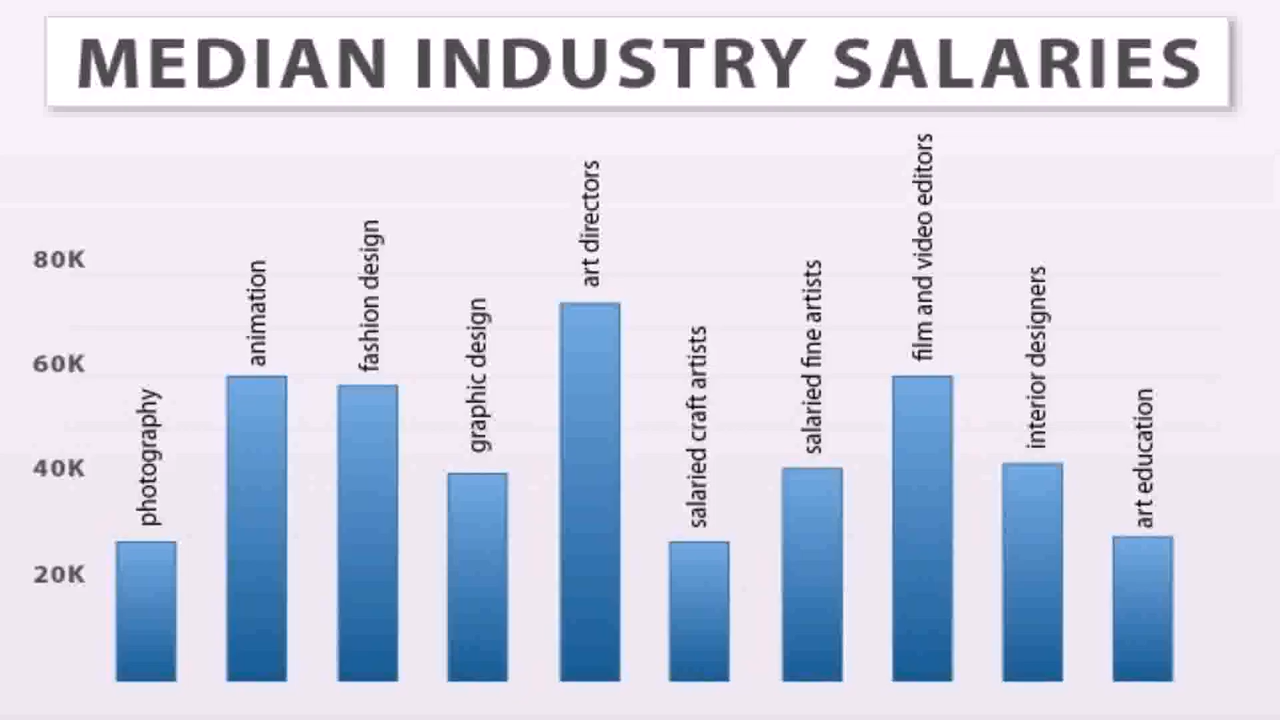 MEDIAN INDUSTRY SALARIES
80K
60K
40K
20K
photography
animation
fashion design
graphic design
art directors
salaried craft artists
salaried fine artists
film and video editors
interior designers
art education